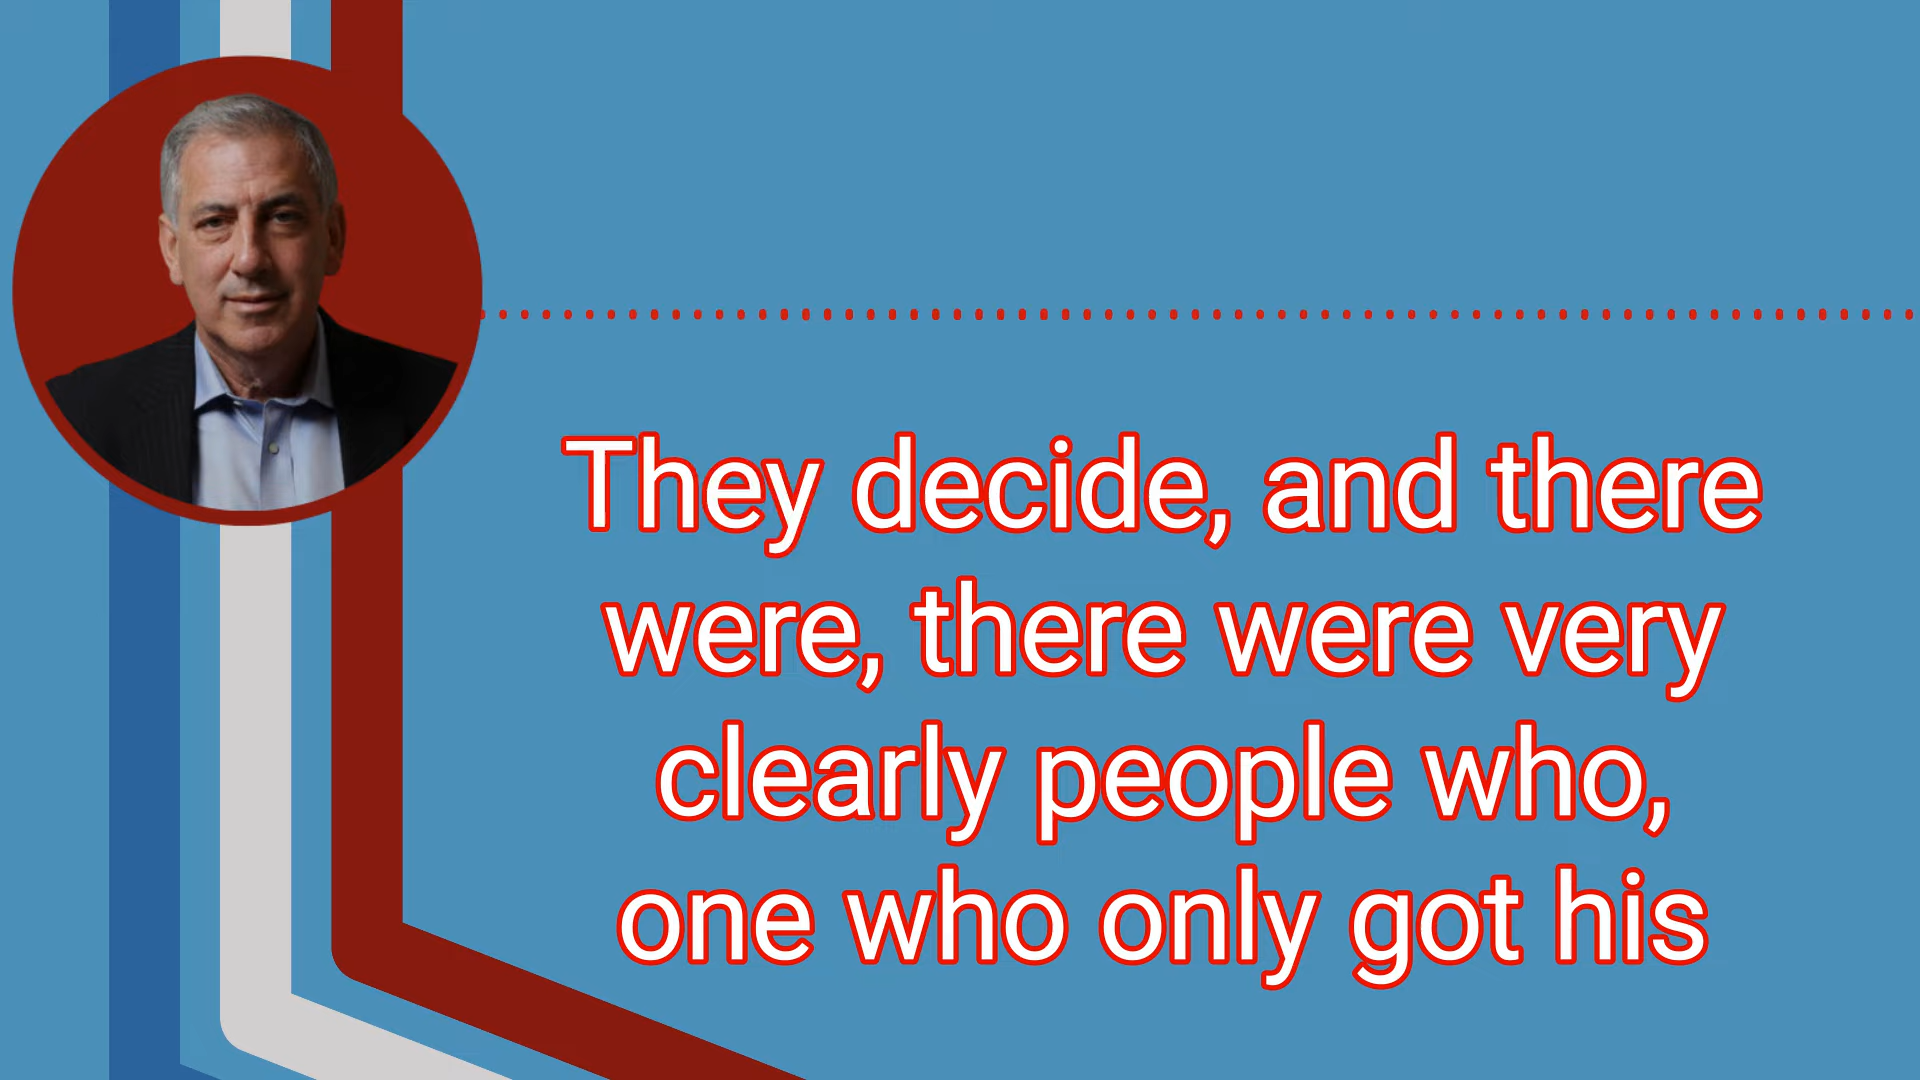 They decide, and there
were, there were very
clearly people who,
one who only got his